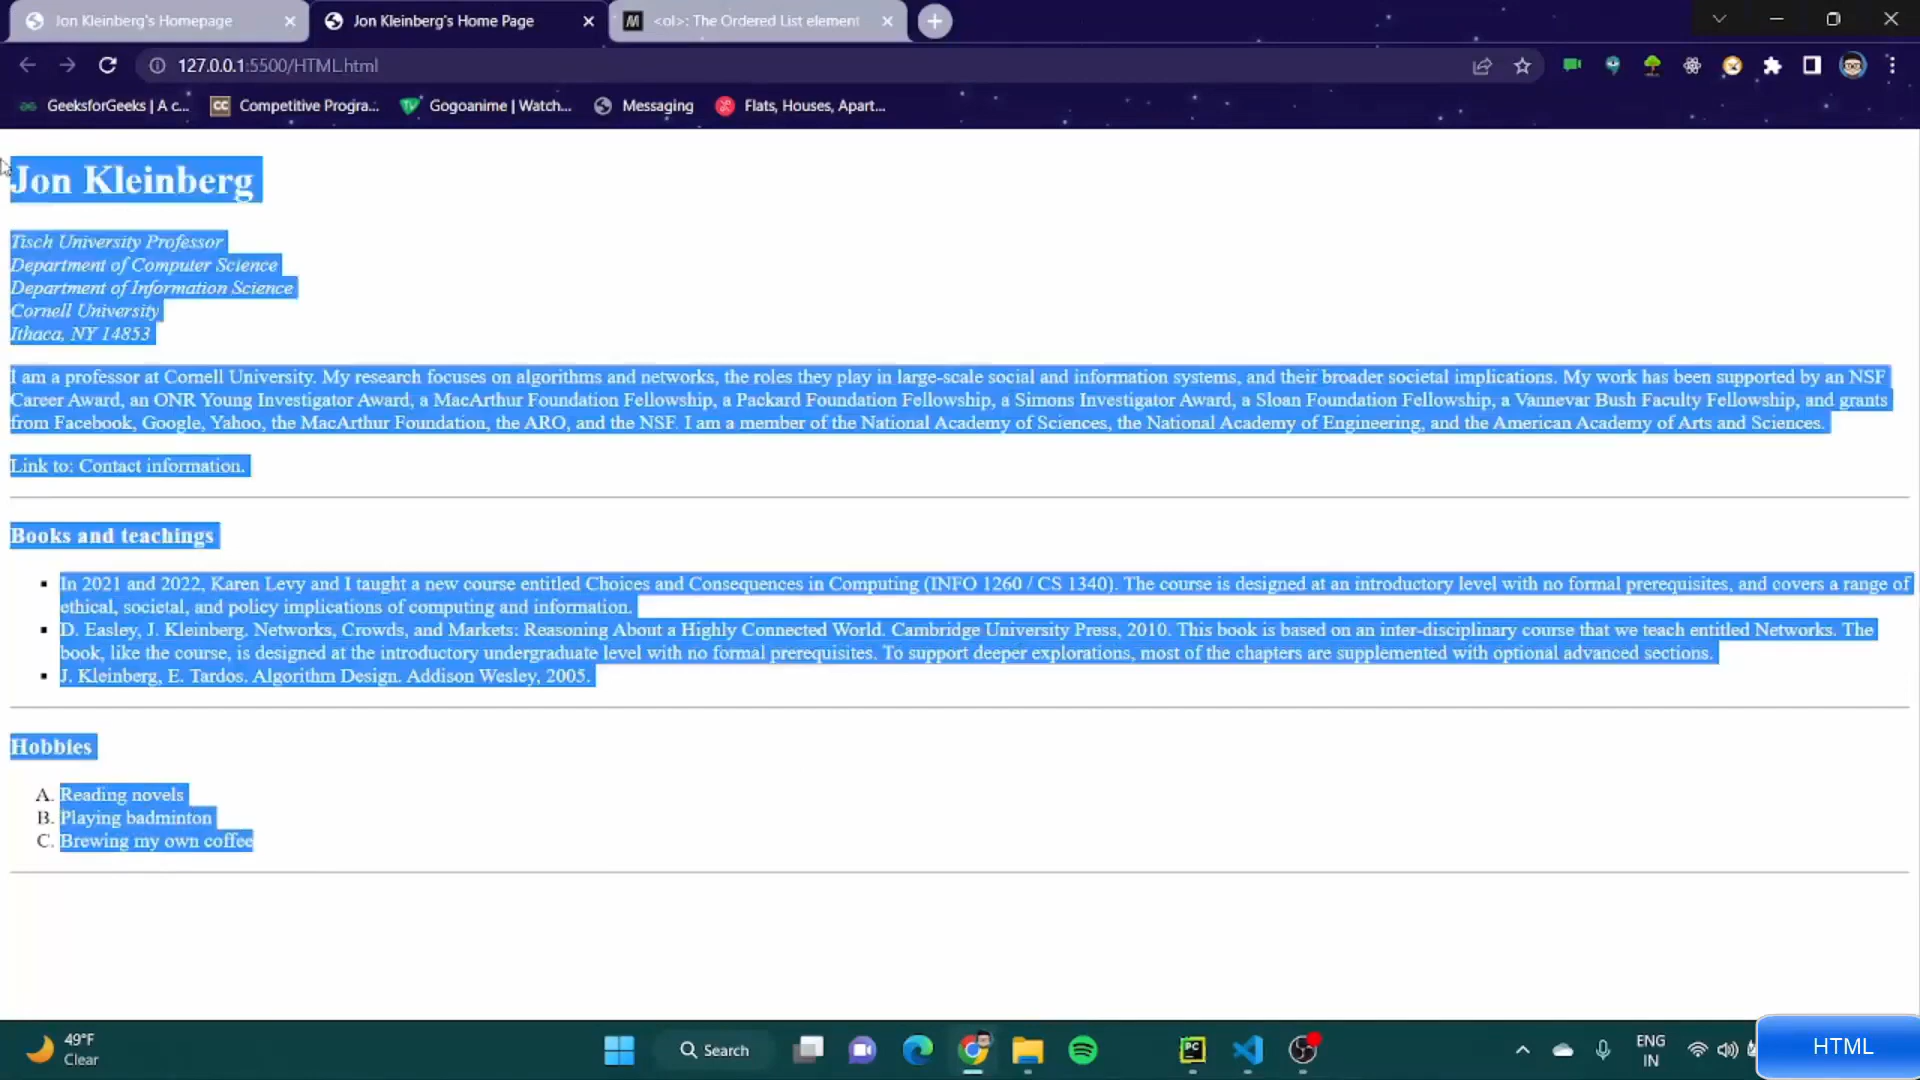 Jon Kleinberg's Homepage
Jon Kleinberg's Home Page
M <ol>: The Ordered List element
127.0.0.1:5500/HTML.html
GeeksforGeeks | A c...
CC Competitive Progra...
Gogoanime | Watch...
Messaging
Flats, Houses, Apart...
Jon Kleinberg
Tisch University Professor
Department of Computer Science
Department of Information Science
Cornell University
Ithaca, NY 14853
I am a professor at Cornell University. My research focuses on algorithms and networks, the roles they play in large-scale social and information systems, and their broader societal implications. My work has been supported by an NSF
Career Award, an ONR Young Investigator Award, a MacArthur Foundation Fellowship, a Packard Foundation Fellowship, a Simons Investigator Award, a Sloan Foundation Fellowship, a Vannevar Bush Faculty Fellowship, and grants
from Facebook, Google, Yahoo, the MacArthur Foundation, the ARO, and the NSF. I am a member of the National Academy of Sciences, the National Academy of Engineering, and the American Academy of Arts and Sciences.
Link to: Contact information.
Books and teachings
In 2021 and 2022, Karen Levy and I taught a new course entitled Choices and Consequences in Computing (INFO 1260 / CS 1340). The course is designed at an introductory level with no formal prerequisites, and covers a range of
ethical, societal, and policy implications of computing and information.
D. Easley, J. Kleinberg. Networks, Crowds, and Markets: Reasoning About a Highly Connected World. Cambridge University Press, 2010. This book is based on an inter-disciplinary course that we teach entitled Networks. The
book, like the course, is designed at the introductory undergraduate level with no formal prerequisites. To support deeper explorations, most of the chapters are supplemented with optional advanced sections.
J. Kleinberg, E. Tardos. Algorithm Design. Addison Wesley, 2005.
Hobbies
A. Reading novels
B. Playing badminton
C. Brewing my own coffee
49°F
Clear
Search
PC
ENG
IN
HTML